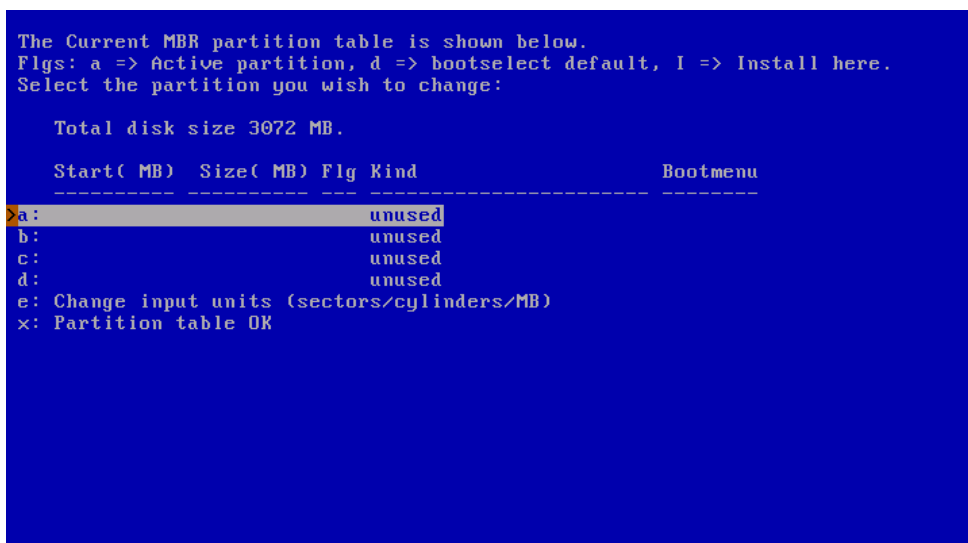 The Current MBR partition table is shown below.
Flgs: a => Active partition, d => bootselect default, I => Install here.
Select the partition you wish to change:
Total disk size 3072 MB.
Start( MB)  Size( MB) Flg Kind                    Bootmenu
---------- ---------- --- ----------------------- --------
>a:                           unused
b:                           unused
c:                           unused
d:                           unused
e: Change input units (sectors/cylinders/MB)
x: Partition table OK